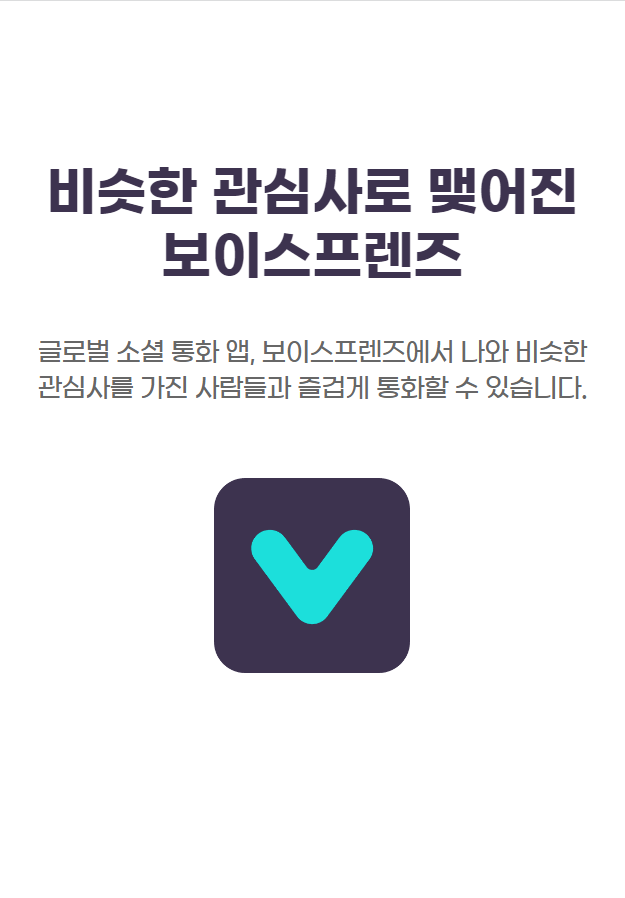 비슷한 관심사로 맺어진
보이스프렌즈
글로벌 소셜 통화 앱, 보이스프렌즈에서 나와 비슷한
관심사를 가진 사람들과 즐겁게 통화할 수 있습니다.